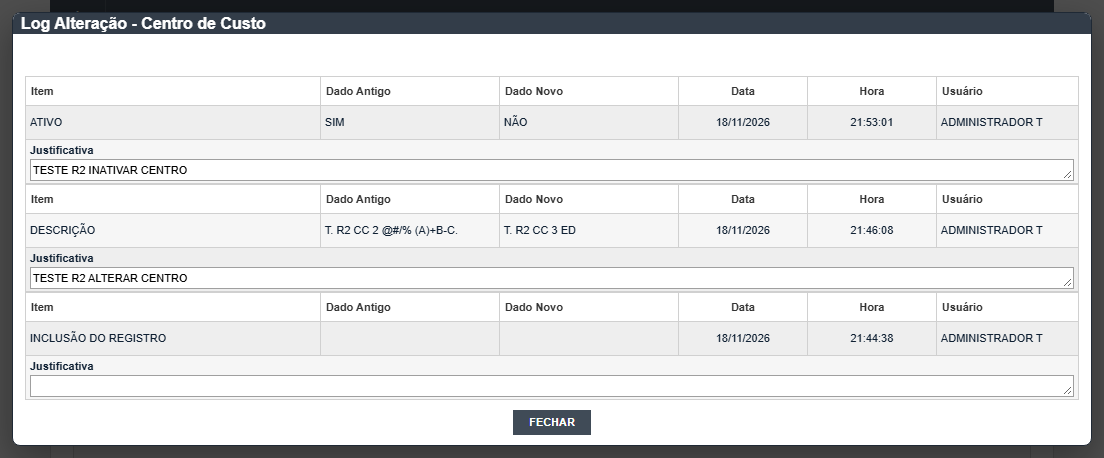 Log Alteração - Centro de Custo
Item Dado Antigo Dado Novo Data Hora Usuário
ATIVO SIM NÃO 18/11/2026 21:53:01 ADMINISTRADOR T
Justificativa
TESTE R2 INATIVAR CENTRO
Item Dado Antigo Dado Novo Data Hora Usuário
DESCRIÇÃO T. R2 CC 2 @#/% (A)+B-C. T. R2 CC 3 ED 18/11/2026 21:46:08 ADMINISTRADOR T
Justificativa
TESTE R2 ALTERAR CENTRO
Item Dado Antigo Dado Novo Data Hora Usuário
INCLUSÃO DO REGISTRO 18/11/2026 21:44:38 ADMINISTRADOR T
Justificativa
FECHAR